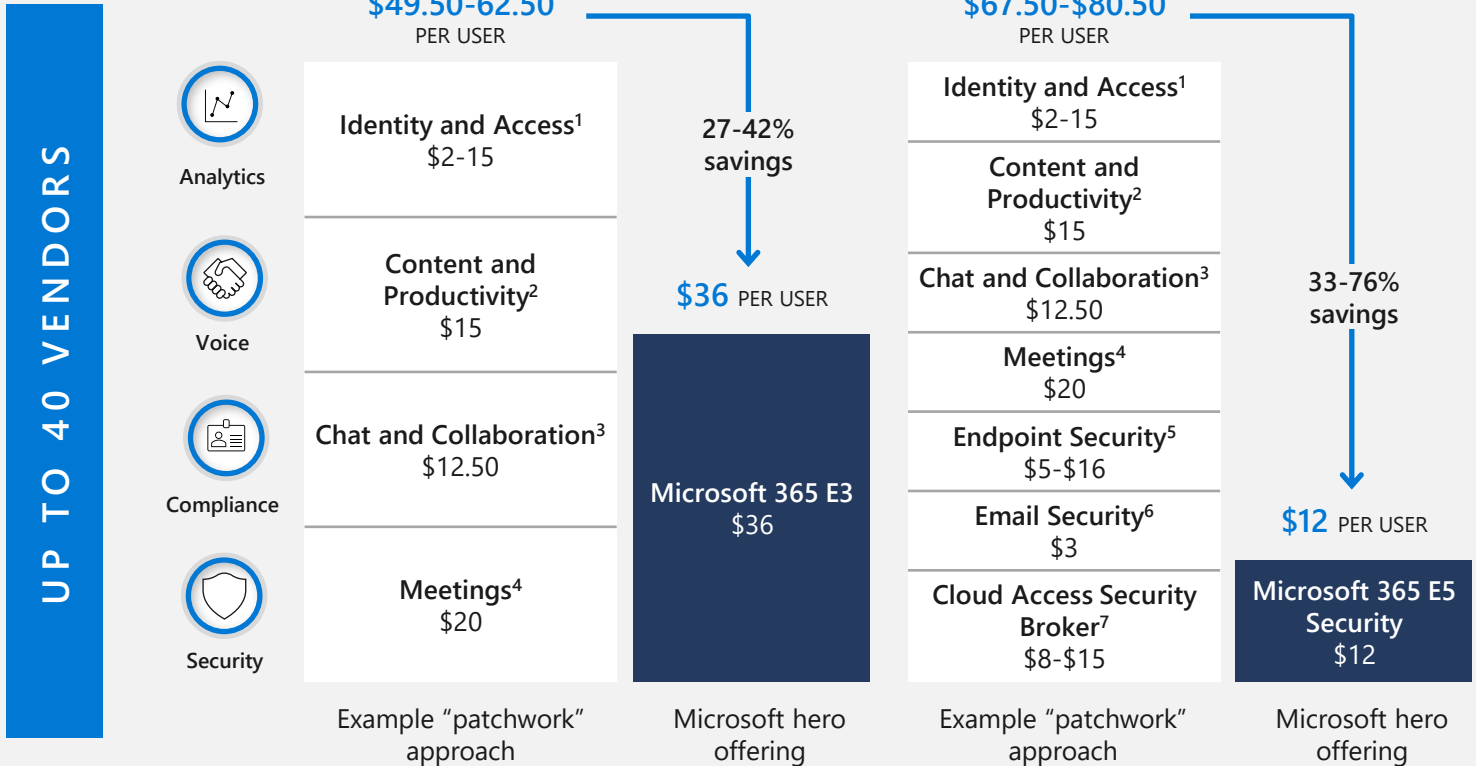 UP TO 40 VENDORS
Analytics
Voice
Compliance
Security
$49.50-62.50
PER USER
Identity and Access¹
$2-15
Content and
Productivity²
$15
Chat and Collaboration³
$12.50
Meetings⁴
$20
Example “patchwork”
approach
27-42%
savings
$36 PER USER
Microsoft 365 E3
$36
Microsoft hero
offering
$67.50-$80.50
PER USER
Identity and Access¹
$2-15
Content and
Productivity²
$15
Chat and Collaboration³
$12.50
Meetings⁴
$20
Endpoint Security⁵
$5-$16
Email Security⁶
$3
Cloud Access Security
Broker⁷
$8-$15
Example “patchwork”
approach
33-76%
savings
$12 PER USER
Microsoft 365 E5
Security
$12
Microsoft hero
offering